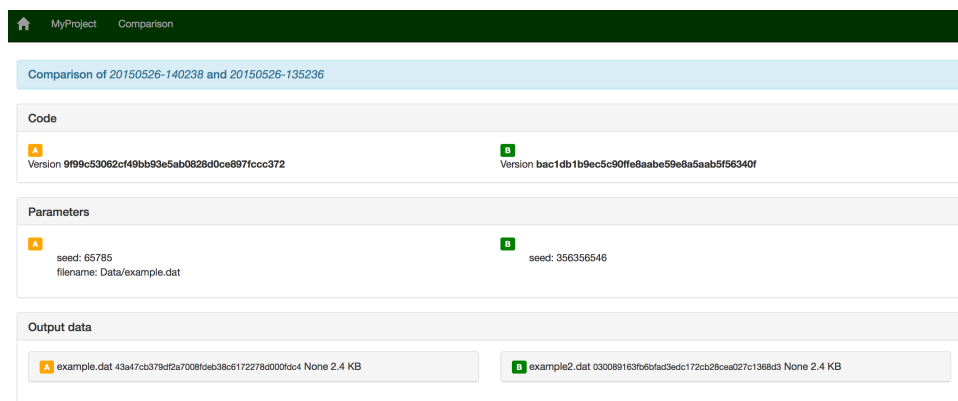 MyProject Comparison
Comparison of 20150526-140238 and 20150526-135236
Code
A B
Version 9f99c53062cf49bb93e5ab0828d0ce897fccc372 Version bac1db1b9ec5c90ffe8aabe59e8a5aab5f56340f
Parameters
A B
seed: 65785 seed: 356356546
filename: Data/example.dat
Output data
A example.dat 43a47cb379df2a7008fdeb38c6172278d000fdc4 None 2.4 KB B example2.dat 030089163fb6bfad3edc172cb28cea027c1368d3 None 2.4 KB